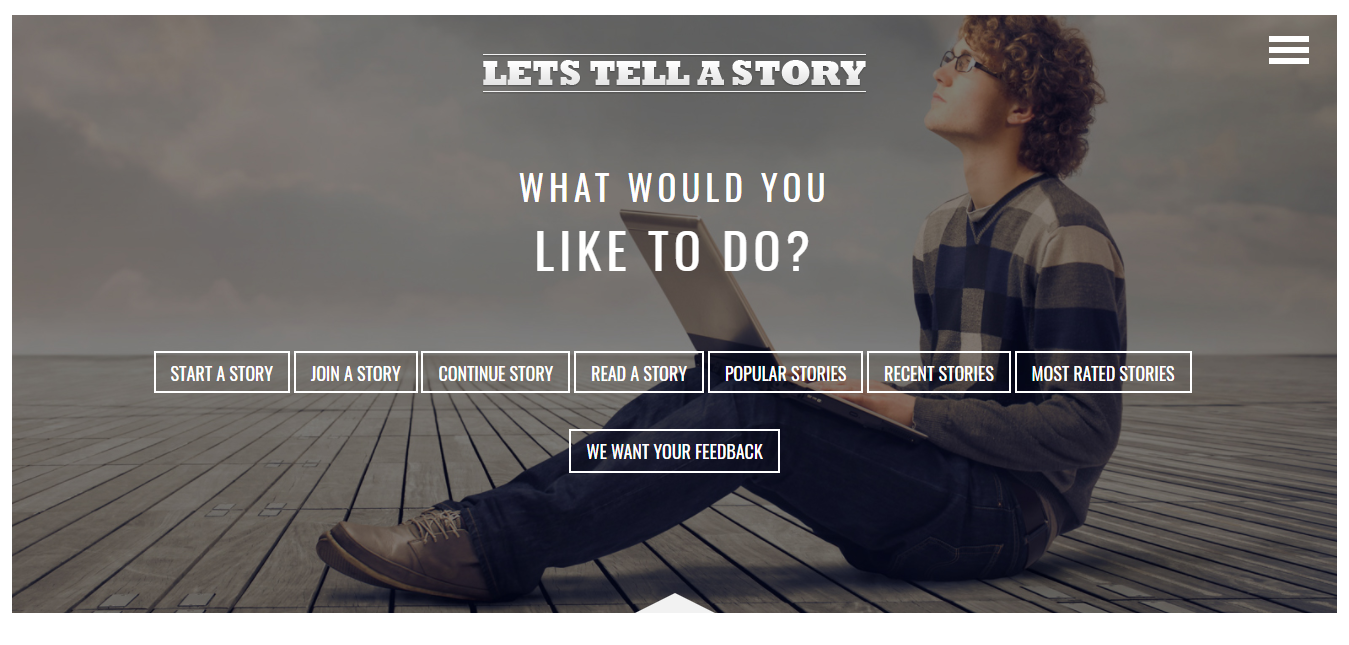 LETS TELL A STORY
WHAT WOULD YOU
LIKE TO DO?
START A STORY JOIN A STORY CONTINUE STORY READ A STORY POPULAR STORIES RECENT STORIES MOST RATED STORIES
WE WANT YOUR FEEDBACK